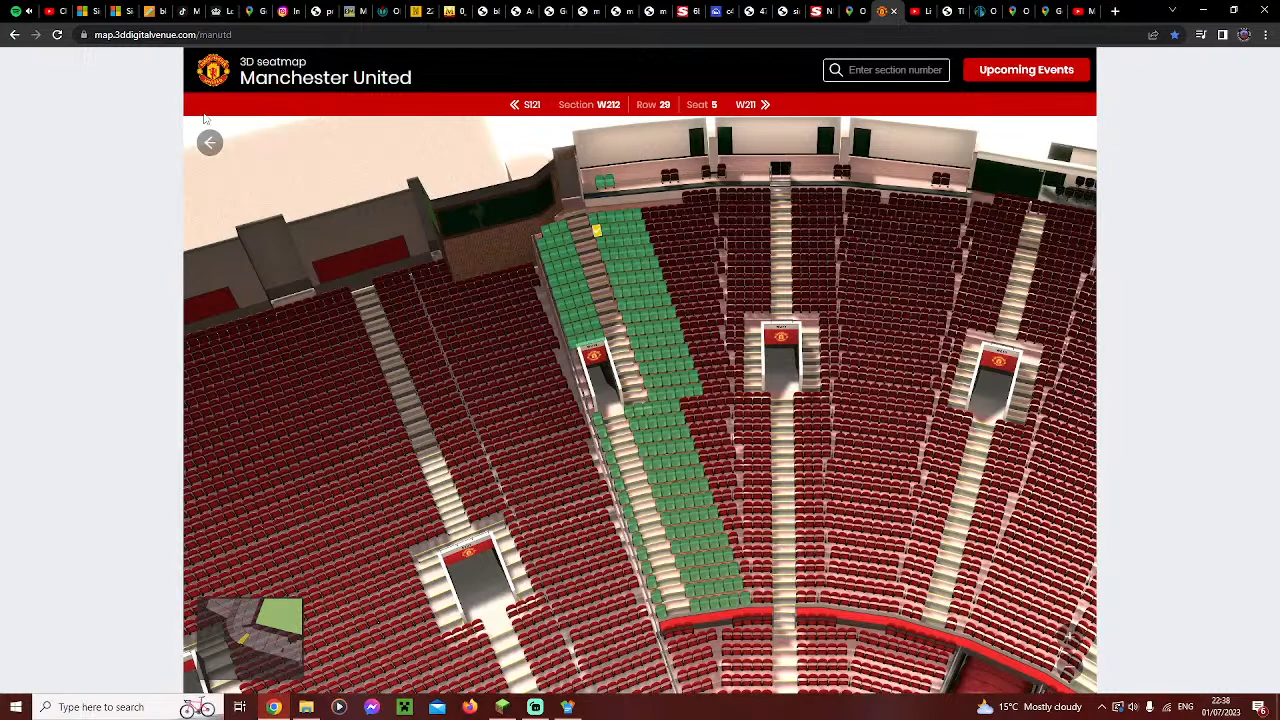 map.3ddigitalvenue.com/manutd
3D seatmap
Manchester United
Enter section number
Upcoming Events
S121
Section W212
Row 29
Seat 5
W211
Type here to search
15°C Mostly cloudy
ENG
22:38
01/07/2023